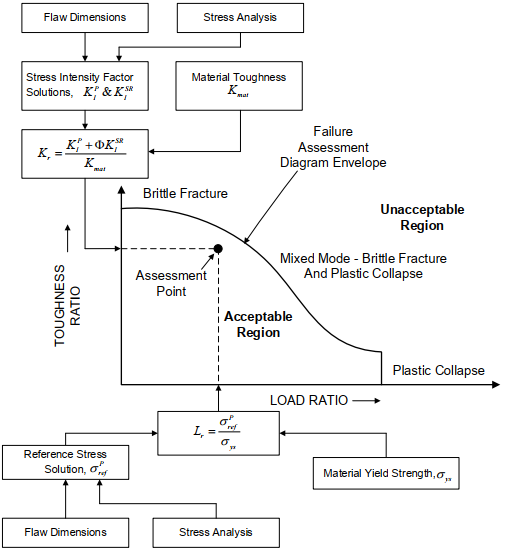 Flaw Dimensions
Stress Analysis
Stress Intensity Factor
Solutions, K_I^P & K_I^SR
Material Toughness
K_mat
K_r = (K_I^P + ΦK_I^SR) / K_mat
Failure
Assessment
Diagram Envelope
Brittle Fracture
Unacceptable
Region
Mixed Mode - Brittle Fracture
And Plastic Collapse
TOUGHNESS
RATIO
Assessment
Point
Acceptable
Region
Plastic Collapse
LOAD RATIO
L_r = σ_ref^P / σ_ys
Reference Stress
Solution, σ_ref^P
Material Yield Strength, σ_ys
Flaw Dimensions
Stress Analysis